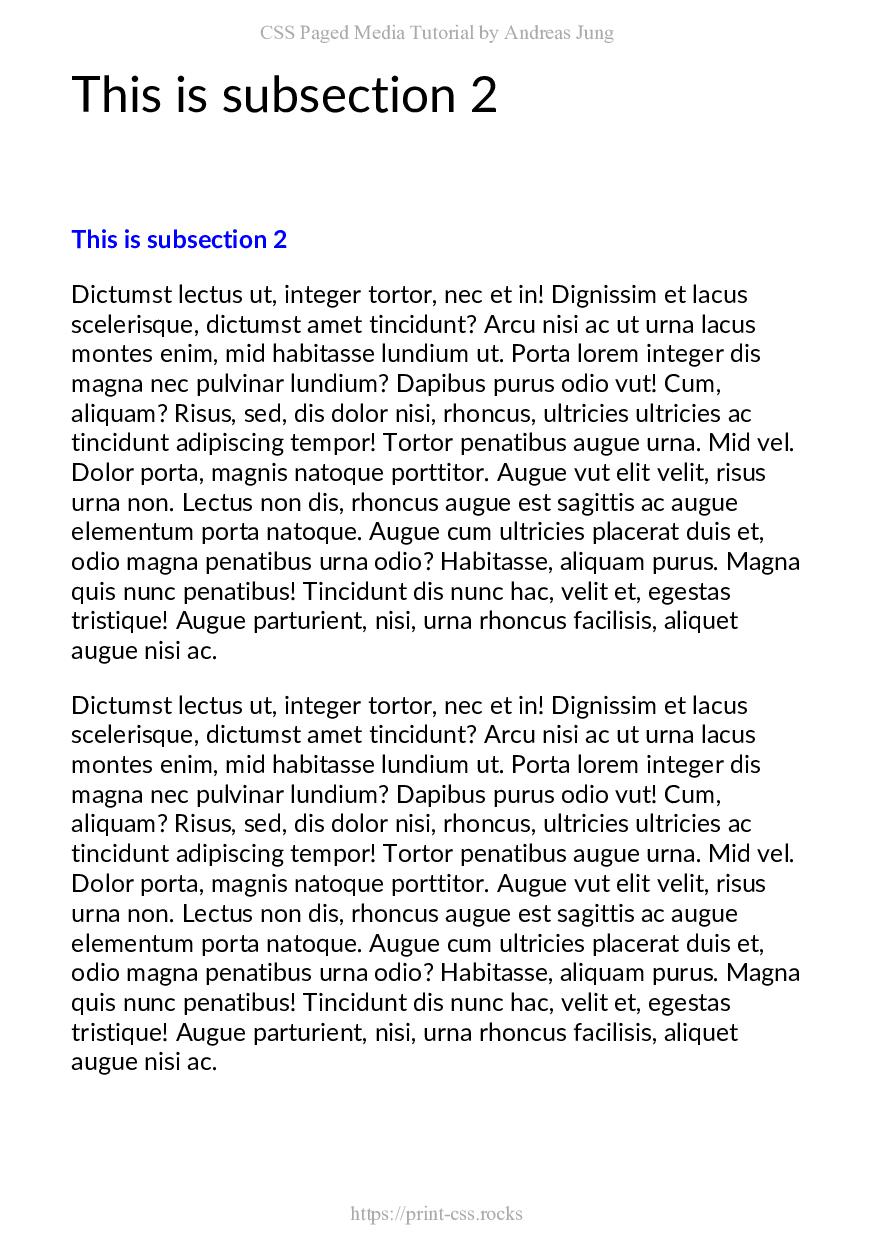 CSS Paged Media Tutorial by Andreas Jung
This is subsection 2
This is subsection 2
Dictumst lectus ut, integer tortor, nec et in! Dignissim et lacus
scelerisque, dictumst amet tincidunt? Arcu nisi ac ut urna lacus
montes enim, mid habitasse lundium ut. Porta lorem integer dis
magna nec pulvinar lundium? Dapibus purus odio vut! Cum,
aliquam? Risus, sed, dis dolor nisi, rhoncus, ultricies ultricies ac
tincidunt adipiscing tempor! Tortor penatibus augue urna. Mid vel.
Dolor porta, magnis natoque porttitor. Augue vut elit velit, risus
urna non. Lectus non dis, rhoncus augue est sagittis ac augue
elementum porta natoque. Augue cum ultricies placerat duis et,
odio magna penatibus urna odio? Habitasse, aliquam purus. Magna
quis nunc penatibus! Tincidunt dis nunc hac, velit et, egestas
tristique! Augue parturient, nisi, urna rhoncus facilisis, aliquet
augue nisi ac.
Dictumst lectus ut, integer tortor, nec et in! Dignissim et lacus
scelerisque, dictumst amet tincidunt? Arcu nisi ac ut urna lacus
montes enim, mid habitasse lundium ut. Porta lorem integer dis
magna nec pulvinar lundium? Dapibus purus odio vut! Cum,
aliquam? Risus, sed, dis dolor nisi, rhoncus, ultricies ultricies ac
tincidunt adipiscing tempor! Tortor penatibus augue urna. Mid vel.
Dolor porta, magnis natoque porttitor. Augue vut elit velit, risus
urna non. Lectus non dis, rhoncus augue est sagittis ac augue
elementum porta natoque. Augue cum ultricies placerat duis et,
odio magna penatibus urna odio? Habitasse, aliquam purus. Magna
quis nunc penatibus! Tincidunt dis nunc hac, velit et, egestas
tristique! Augue parturient, nisi, urna rhoncus facilisis, aliquet
augue nisi ac.
https://print-css.rocks